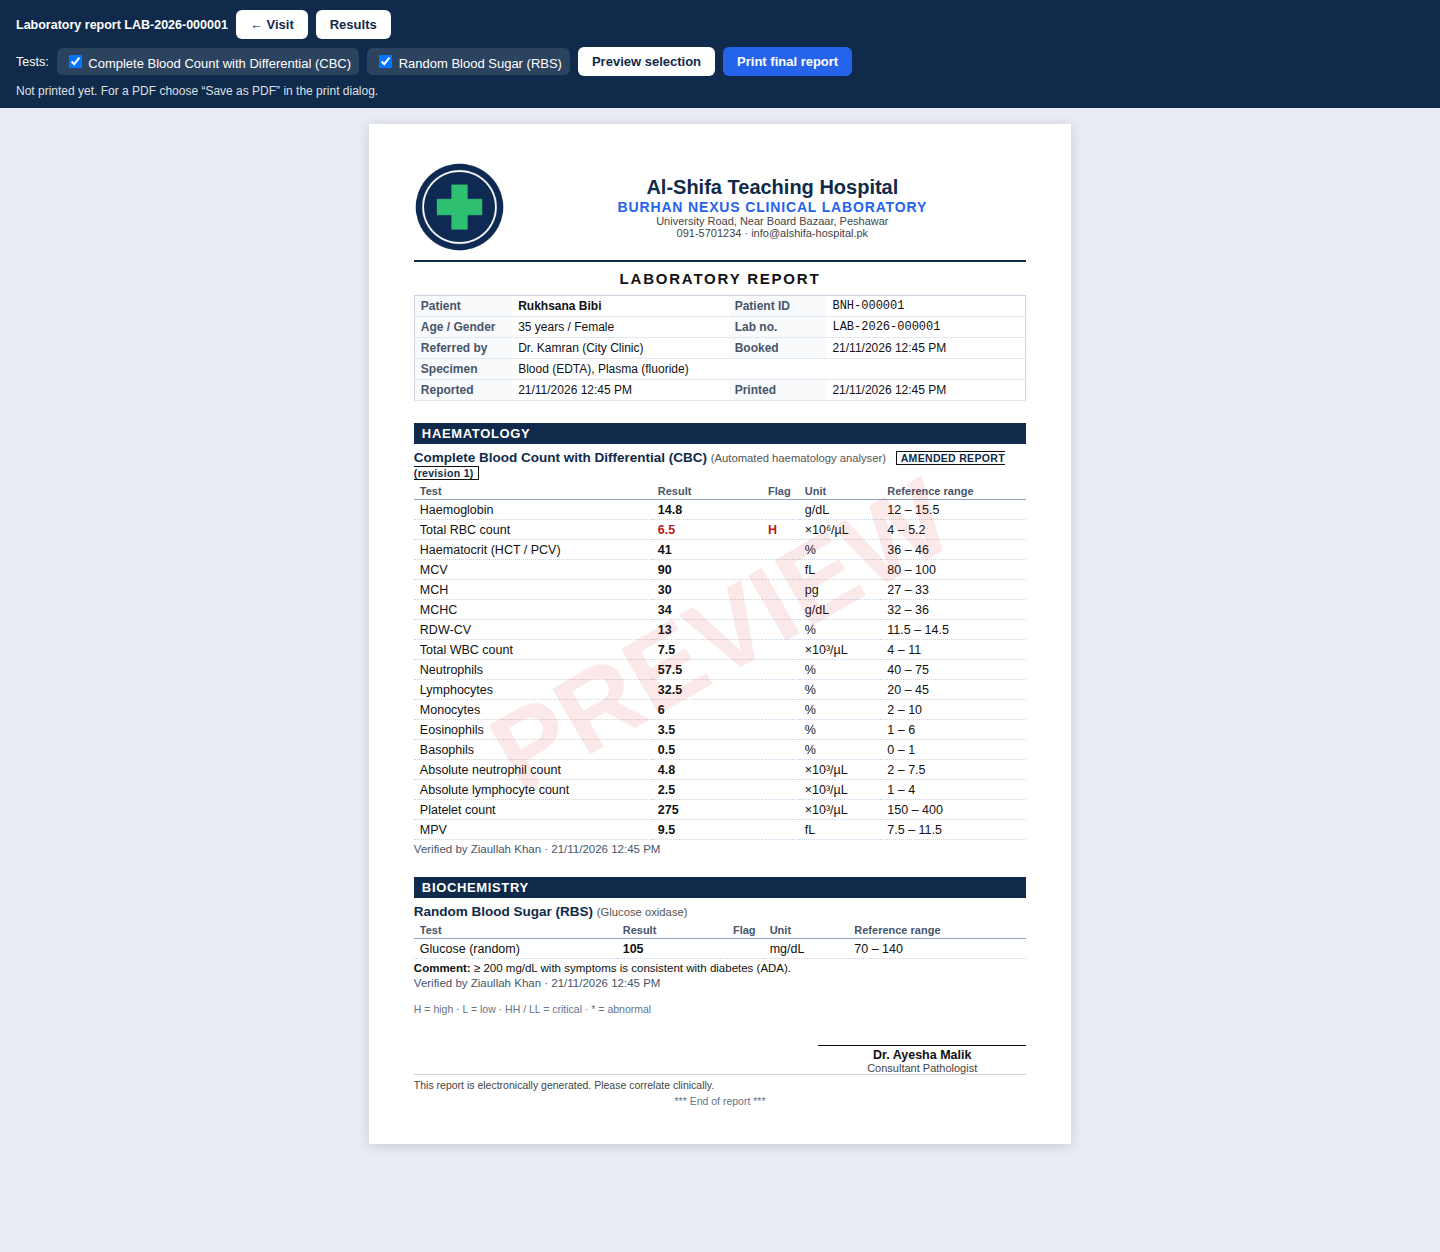 Laboratory report LAB-2026-000001 ← Visit Results
Tests: Complete Blood Count with Differential (CBC) Random Blood Sugar (RBS) Preview selection Print final report
Not printed yet. For a PDF choose “Save as PDF” in the print dialog.
Al-Shifa Teaching Hospital
BURHAN NEXUS CLINICAL LABORATORY
University Road, Near Board Bazaar, Peshawar
091-5701234 · info@alshifa-hospital.pk
LABORATORY REPORT
Patient Rukhsana Bibi Patient ID BNH-000001
Age / Gender 35 years / Female Lab no. LAB-2026-000001
Referred by Dr. Kamran (City Clinic) Booked 21/11/2026 12:45 PM
Specimen Blood (EDTA), Plasma (fluoride)
Reported 21/11/2026 12:45 PM Printed 21/11/2026 12:45 PM
HAEMATOLOGY
Complete Blood Count with Differential (CBC) (Automated haematology analyser) AMENDED REPORT
(revision 1)
Test Result Flag Unit Reference range
Haemoglobin 14.8 g/dL 12 – 15.5
Total RBC count 6.5 H ×10⁶/µL 4 – 5.2
Haematocrit (HCT / PCV) 41 % 36 – 46
MCV 90 fL 80 – 100
MCH 30 pg 27 – 33
MCHC 34 g/dL 32 – 36
RDW-CV 13 % 11.5 – 14.5
Total WBC count 7.5 ×10³/µL 4 – 11
Neutrophils 57.5 % 40 – 75
Lymphocytes 32.5 % 20 – 45
Monocytes 6 % 2 – 10
Eosinophils 3.5 % 1 – 6
Basophils 0.5 % 0 – 1
Absolute neutrophil count 4.8 ×10³/µL 2 – 7.5
Absolute lymphocyte count 2.5 ×10³/µL 1 – 4
Platelet count 275 ×10³/µL 150 – 400
MPV 9.5 fL 7.5 – 11.5
PREVIEW
Verified by Ziaullah Khan · 21/11/2026 12:45 PM
BIOCHEMISTRY
Random Blood Sugar (RBS) (Glucose oxidase)
Test Result Flag Unit Reference range
Glucose (random) 105 mg/dL 70 – 140
Comment: ≥ 200 mg/dL with symptoms is consistent with diabetes (ADA).
Verified by Ziaullah Khan · 21/11/2026 12:45 PM
H = high · L = low · HH / LL = critical · * = abnormal
Dr. Ayesha Malik
Consultant Pathologist
This report is electronically generated. Please correlate clinically.
*** End of report ***